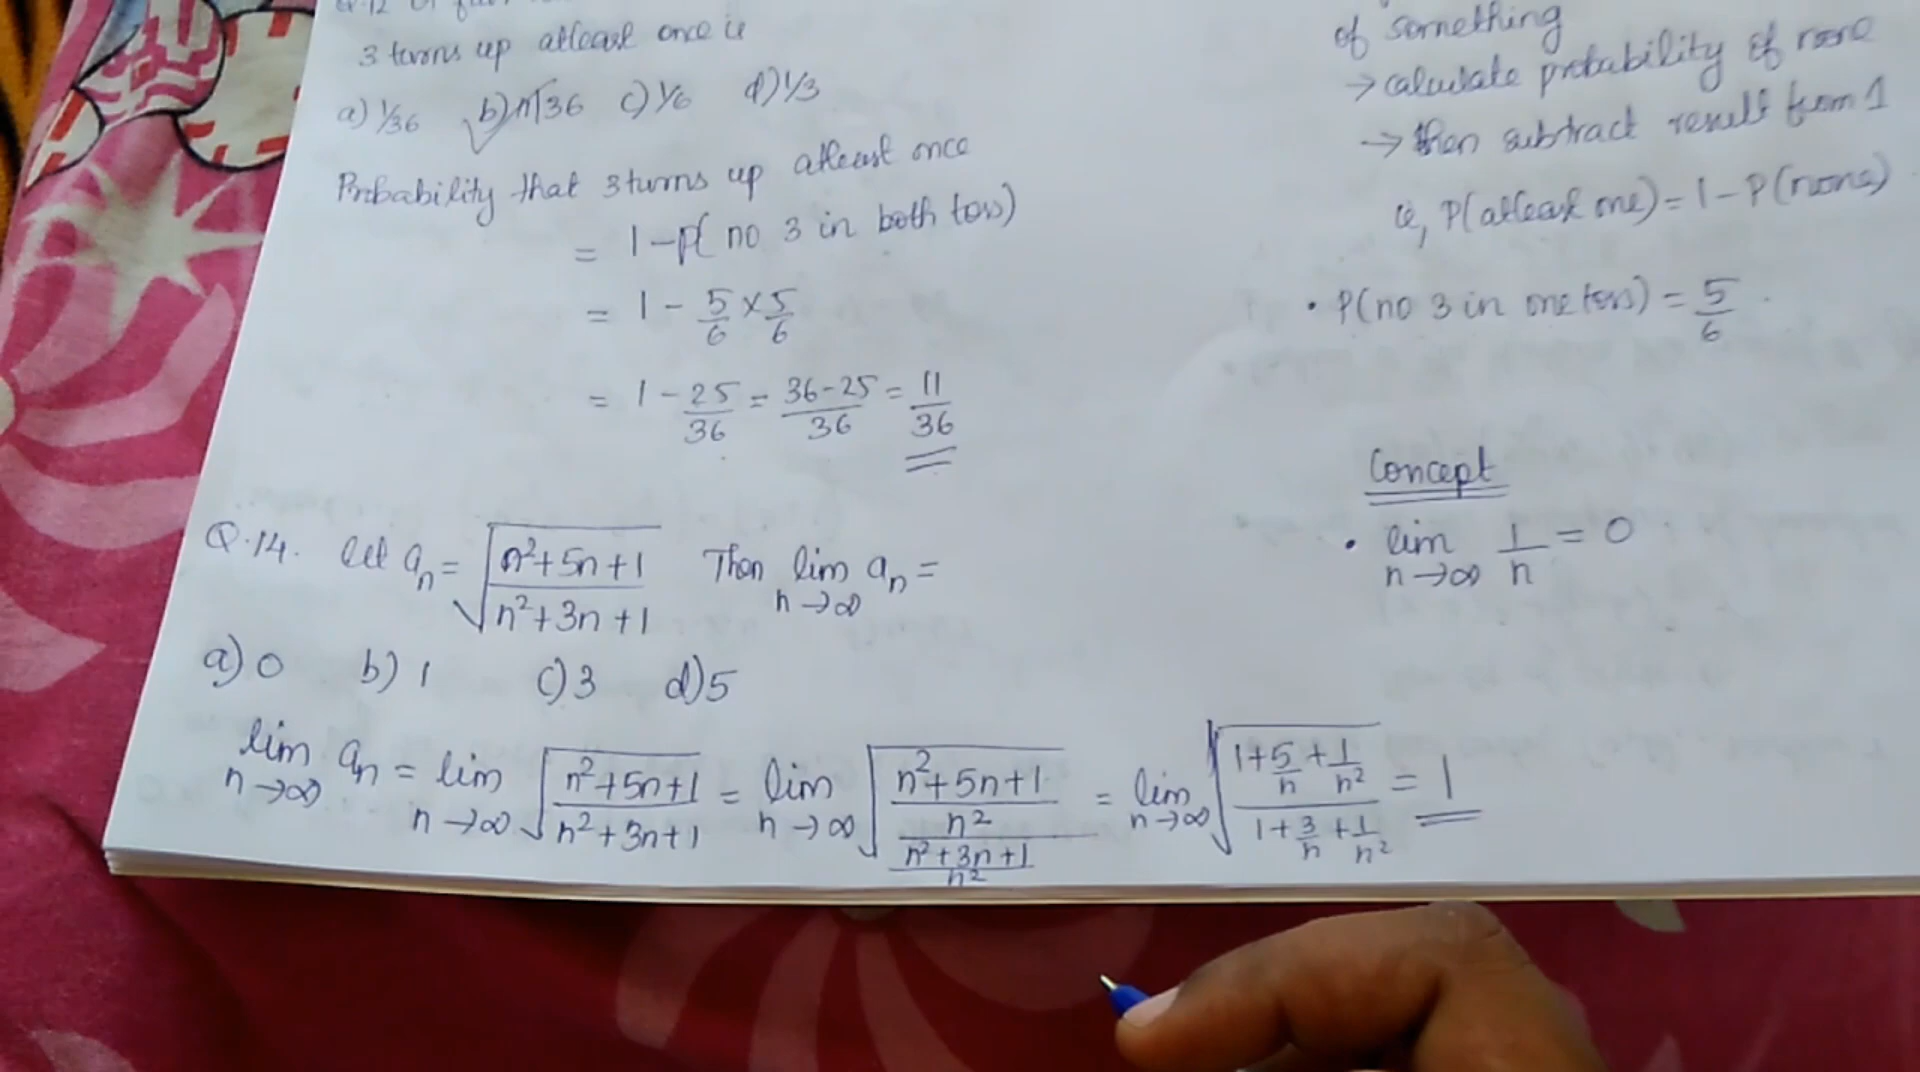 3 turns up atleast once is
a) 1/36 b) 11/36 c) 1/6 d) 1/3
Probability that 3 turns up atleast once
= 1-P( no 3 in both toss)
= 1 - 5/6 × 5/6
= 1 - 25/36 = 36-25/36 = 11/36
of something
→ calculate probability of none
→ then subtract result from 1
ie, P(atleast one) = 1 - P(none)
• P(no 3 in one toss) = 5/6
Concept
• lim n→∞ 1/n = 0
Q.14. Let aₙ = √(n²+5n+1 / n²+3n+1) Then lim n→∞ aₙ =
a) 0 b) 1 c) 3 d) 5
lim n→∞ aₙ = lim n→∞ √(n²+5n+1 / n²+3n+1) = lim n→∞ √((n²+5n+1 / n²) / (n²+3n+1 / n²)) = lim n→∞ √((1+5/n+1/n²) / (1+3/n+1/n²)) = 1